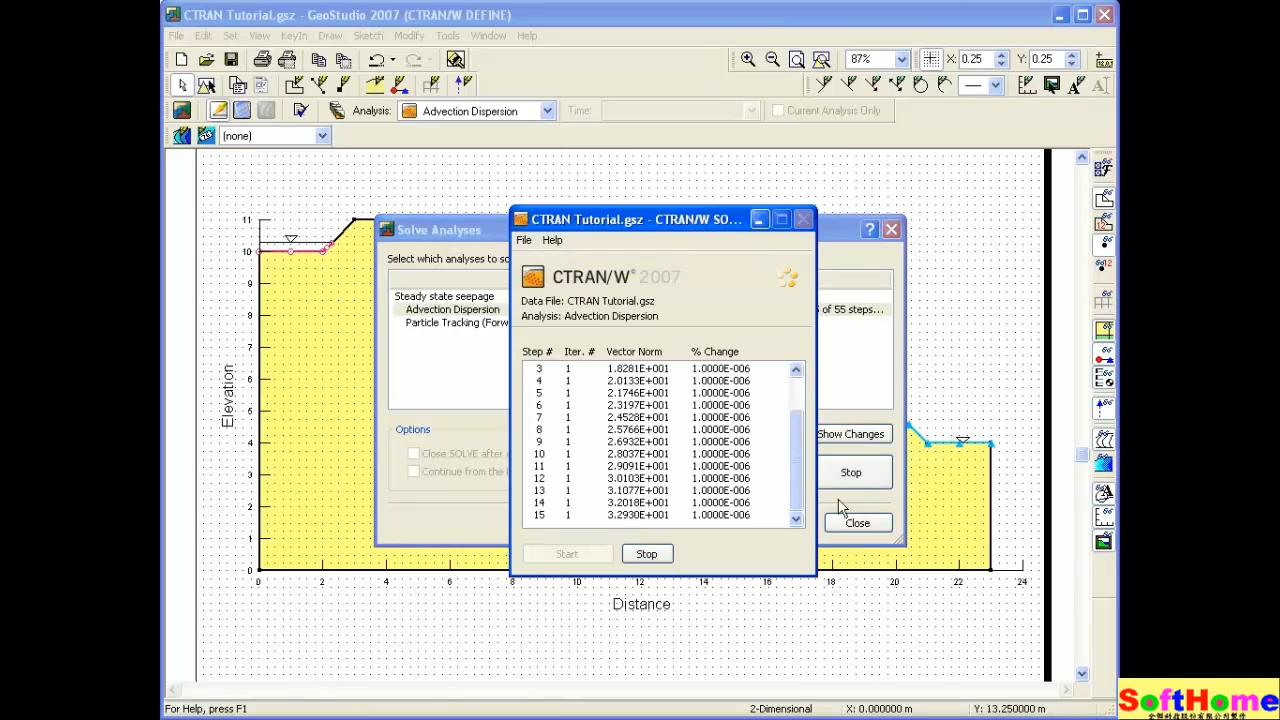 CTRAN Tutorial.gsz - GeoStudio 2007 (CTRAN/W DEFINE)
File Edit Set View KeyIn Draw Sketch Modify Tools Window Help
87% X: 0.25 Y: 0.25
Analysis: Advection Dispersion Time: Current Analysis Only
(none)
11
10
9
8
7
6
5
4
3
2
1
0
Elevation
0 2 4 6 8 10 12 14 16 18 20 22 24
Distance
Solve Analyses
Select which analyses to so
Steady state seepage
Advection Dispersion
of 55 steps...
Particle Tracking (Forw
Options
Close SOLVE after
Continue from the
Show Changes
Stop
Close
CTRAN Tutorial.gsz - CTRAN/W SO...
File Help
CTRAN/W® 2007
Data File: CTRAN Tutorial.gsz
Analysis: Advection Dispersion
Step # Iter. # Vector Norm % Change
3 1 1.8281E+001 1.0000E-006
4 1 2.0133E+001 1.0000E-006
5 1 2.1746E+001 1.0000E-006
6 1 2.3197E+001 1.0000E-006
7 1 2.4528E+001 1.0000E-006
8 1 2.5766E+001 1.0000E-006
9 1 2.6932E+001 1.0000E-006
10 1 2.8037E+001 1.0000E-006
11 1 2.9091E+001 1.0000E-006
12 1 3.0103E+001 1.0000E-006
13 1 3.1077E+001 1.0000E-006
14 1 3.2018E+001 1.0000E-006
15 1 3.2930E+001 1.0000E-006
Start Stop
For Help, press F1 2-Dimensional X: 0.000000 m Y: 13.250000 m
SoftHome